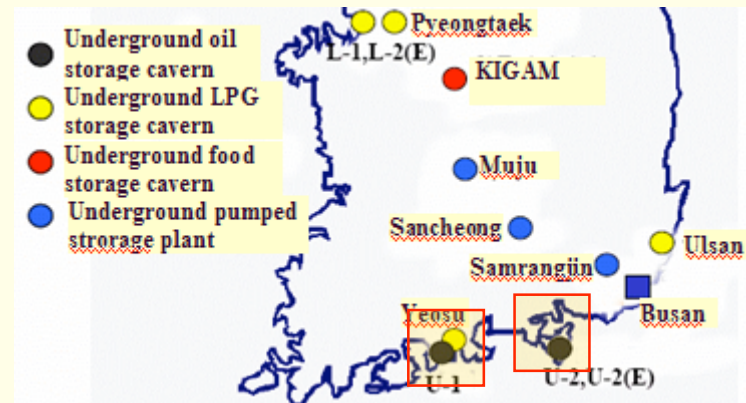 Underground oil
storage cavern
Underground LPG
storage cavern
Underground food
storage cavern
Underground pumped
strorage plant
Pyeongtaek
L-1,L-2(E)
KIGAM
Muju
Sancheong
Samrangjin
Ulsan
Busan
Yeosu
U-1
U-2,U-2(E)